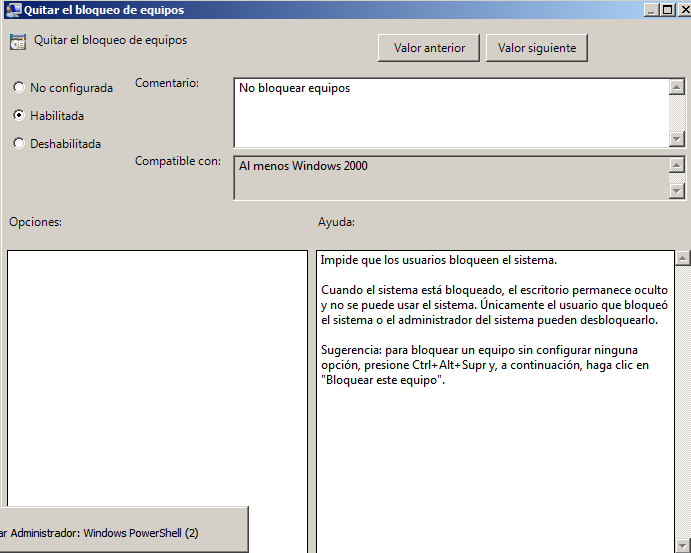 Quitar el bloqueo de equipos
Quitar el bloqueo de equipos
Valor anterior
Valor siguiente
No configurada
Habilitada
Deshabilitada
Comentario:
No bloquear equipos
Compatible con:
Al menos Windows 2000
Opciones:
Ayuda:
Impide que los usuarios bloqueen el sistema.
Cuando el sistema está bloqueado, el escritorio permanece oculto
y no se puede usar el sistema. Únicamente el usuario que bloqueó
el sistema o el administrador del sistema pueden desbloquearlo.
Sugerencia: para bloquear un equipo sin configurar ninguna
opción, presione Ctrl+Alt+Supr y, a continuación, haga clic en
"Bloquear este equipo".
ar Administrador: Windows PowerShell (2)